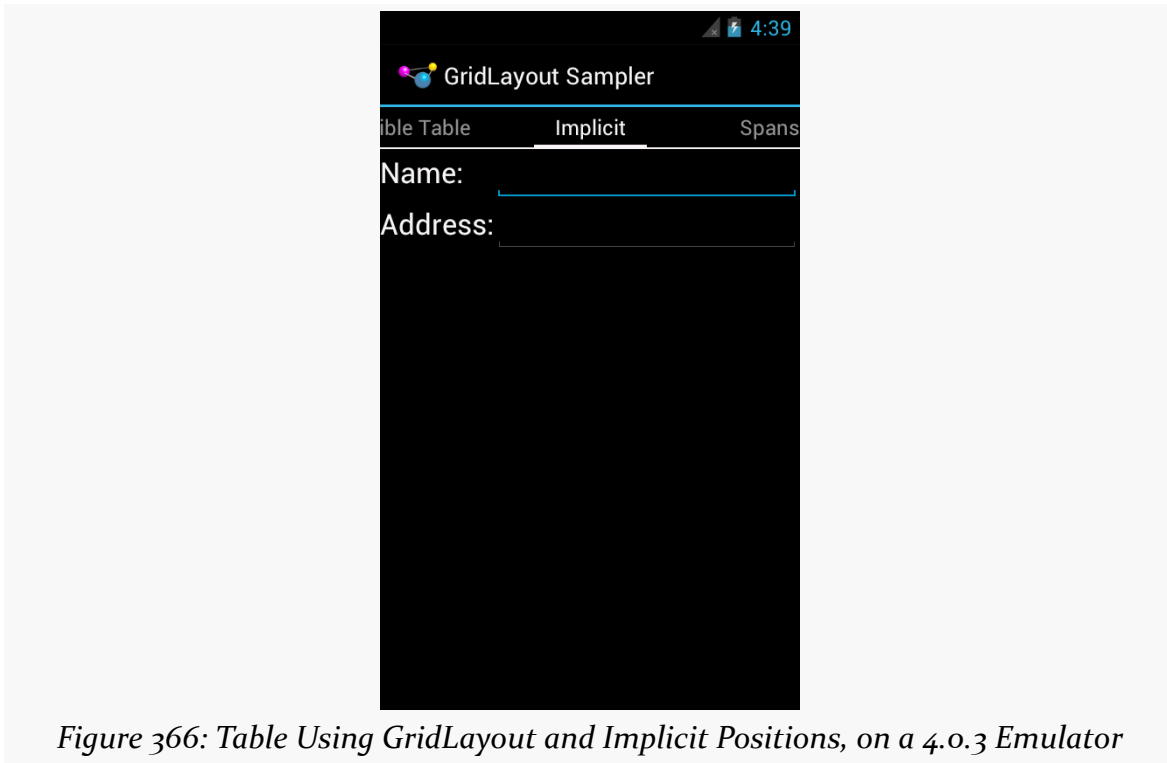 4:39
GridLayout Sampler
ible Table Implicit Spans
Name:
Address:
Figure 366: Table Using GridLayout and Implicit Positions, on a 4.0.3 Emulator